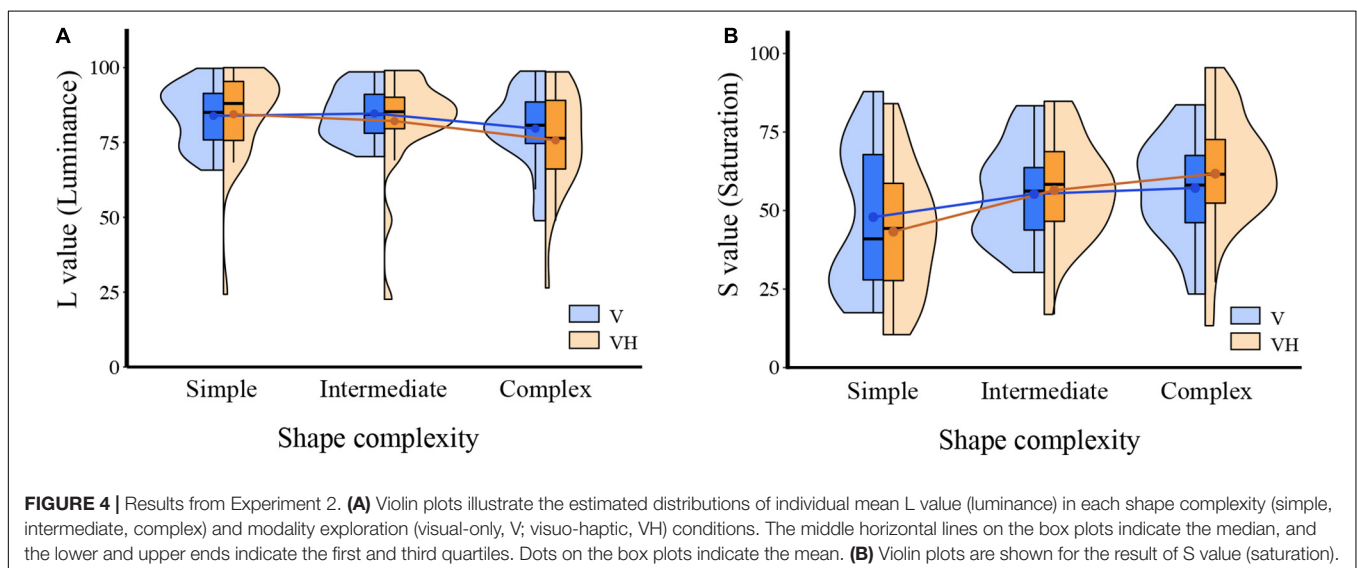 A
L value (Luminance)
100
75
50
25
0
V
VH
Simple Intermediate Complex
Shape complexity
B
S value (Saturation)
100
75
50
25
0
V
VH
Simple Intermediate Complex
Shape complexity
FIGURE 4 | Results from Experiment 2. (A) Violin plots illustrate the estimated distributions of individual mean L value (luminance) in each shape complexity (simple,
intermediate, complex) and modality exploration (visual-only, V; visuo-haptic, VH) conditions. The middle horizontal lines on the box plots indicate the median, and
the lower and upper ends indicate the first and third quartiles. Dots on the box plots indicate the mean. (B) Violin plots are shown for the result of S value (saturation).